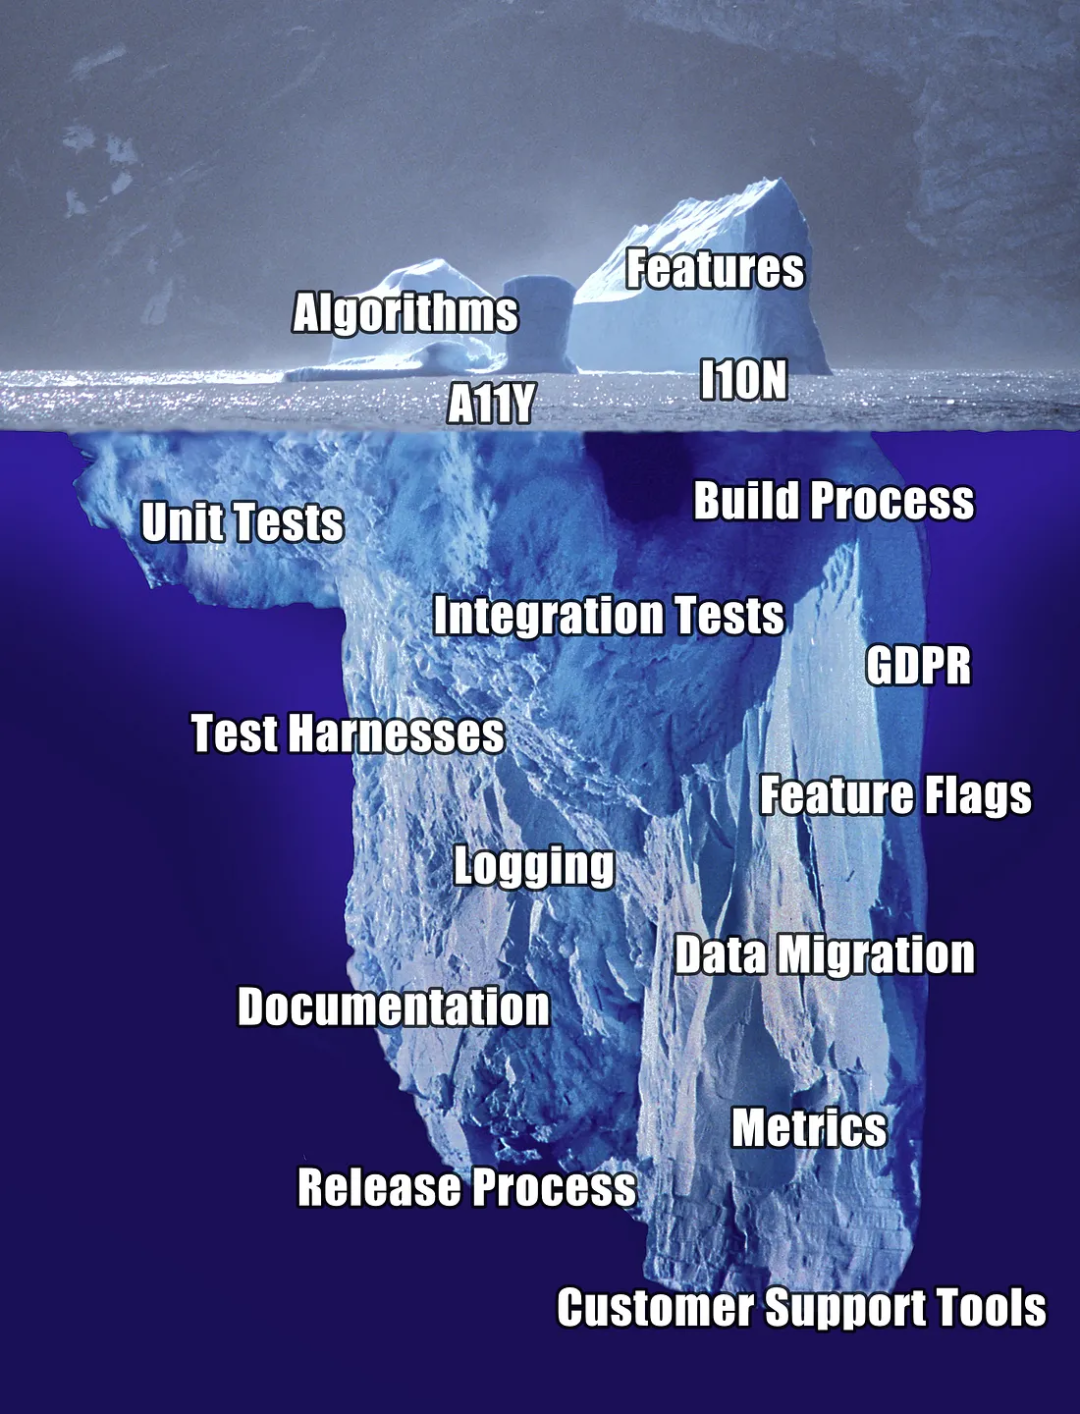 Features
Algorithms
I10N
A11Y
Build Process
Unit Tests
Integration Tests
GDPR
Test Harnesses
Feature Flags
Logging
Data Migration
Documentation
Metrics
Release Process
Customer Support Tools